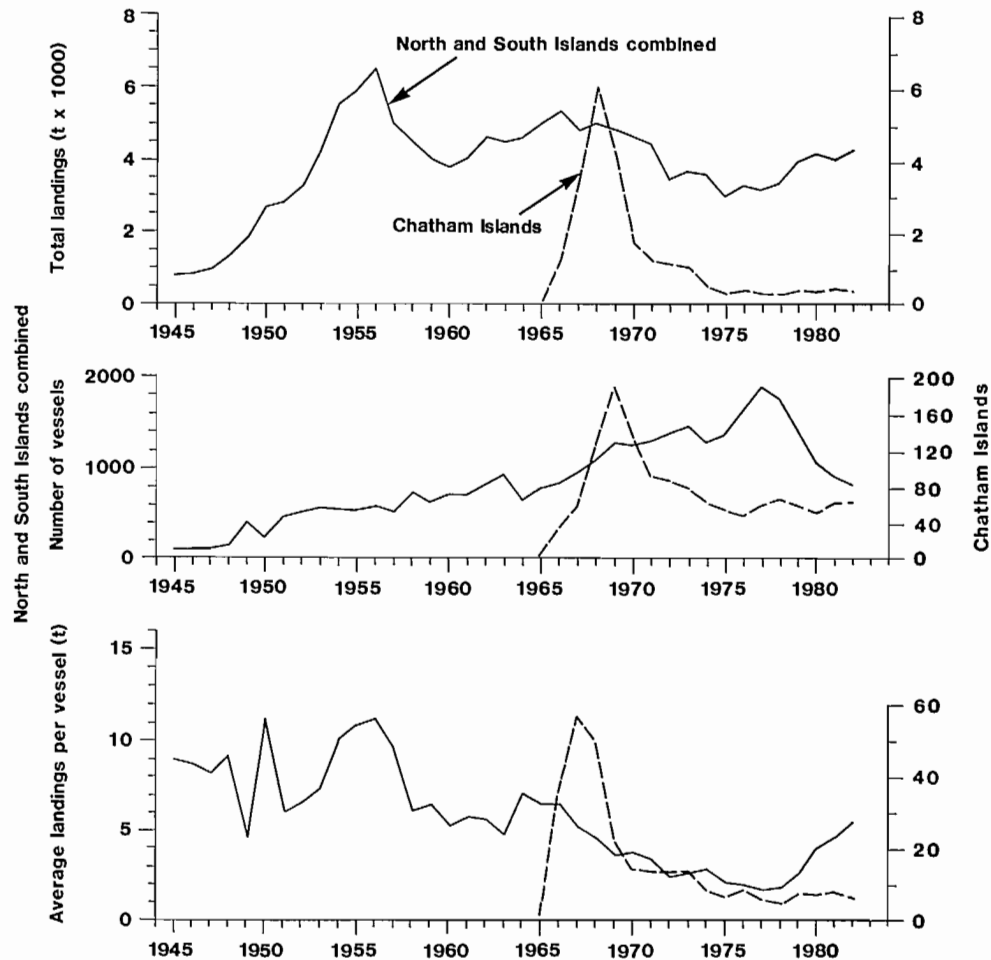 North and South Islands combined
Total landings (t x 1000)
8
6
4
2
0
8
6
4
2
0
North and South Islands combined
Chatham Islands
1945 1950 1955 1960 1965 1970 1975 1980
Number of vessels
2000
1000
0
200
160
120
80
40
0
Chatham Islands
1945 1950 1955 1960 1965 1970 1975 1980
Average landings per vessel (t)
15
10
5
0
60
40
20
0
1945 1950 1955 1960 1965 1970 1975 1980